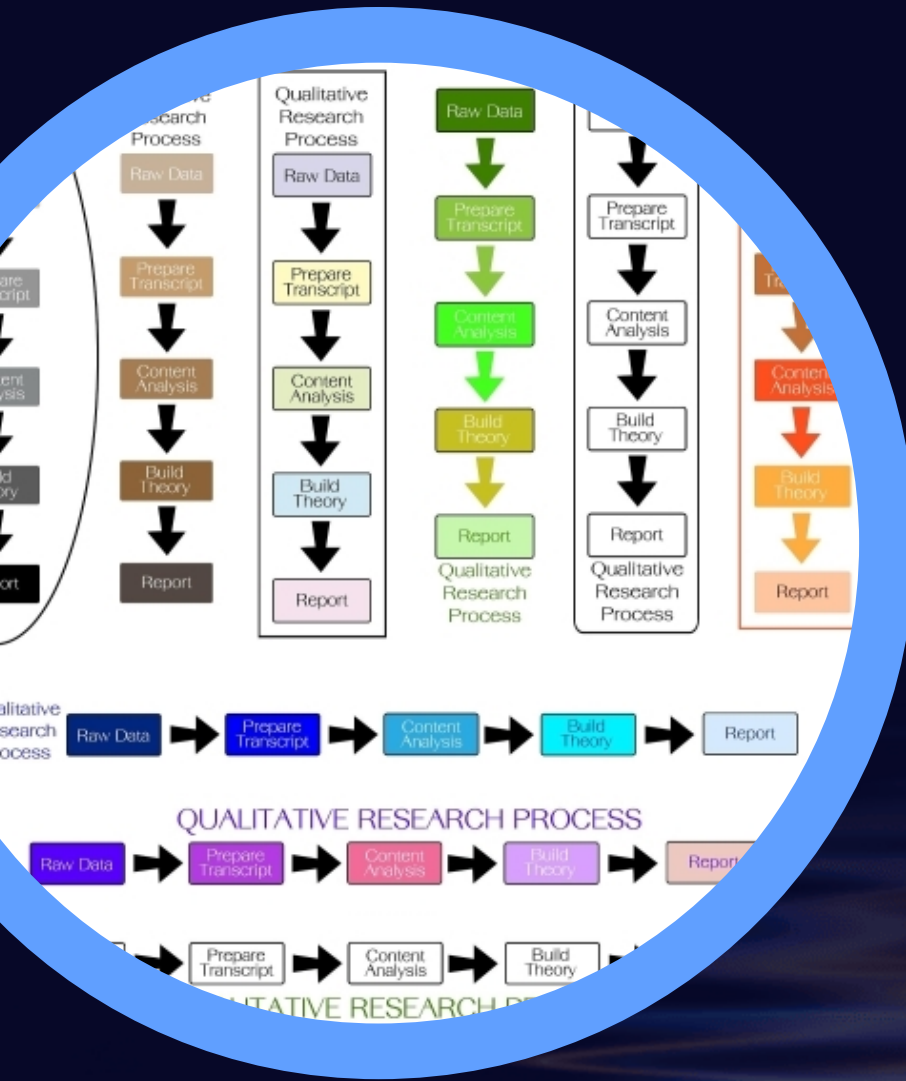 Process
Raw Data
Prepare
Transcript
Content
Analysis
Build
Theory
Report
Qualitative
Research
Process
Raw Data
Prepare
Transcript
Content
Analysis
Build
Theory
Report
Raw Data
Prepare
Transcript
Content
Analysis
Build
Theory
Report
Qualitative
Research
Process
Prepare
Transcript
Content
Analysis
Build
Theory
Report
Qualitative
Research
Process
Analysis
Build
Theory
Report
Raw Data
Prepare
Transcript
Content
Analysis
Build
Theory
Report
QUALITATIVE RESEARCH PROCESS
Raw Data
Prepare
Transcript
Content
Analysis
Build
Theory
Report
Prepare
Transcript
Content
Analysis
Build
Theory
RESEARCH